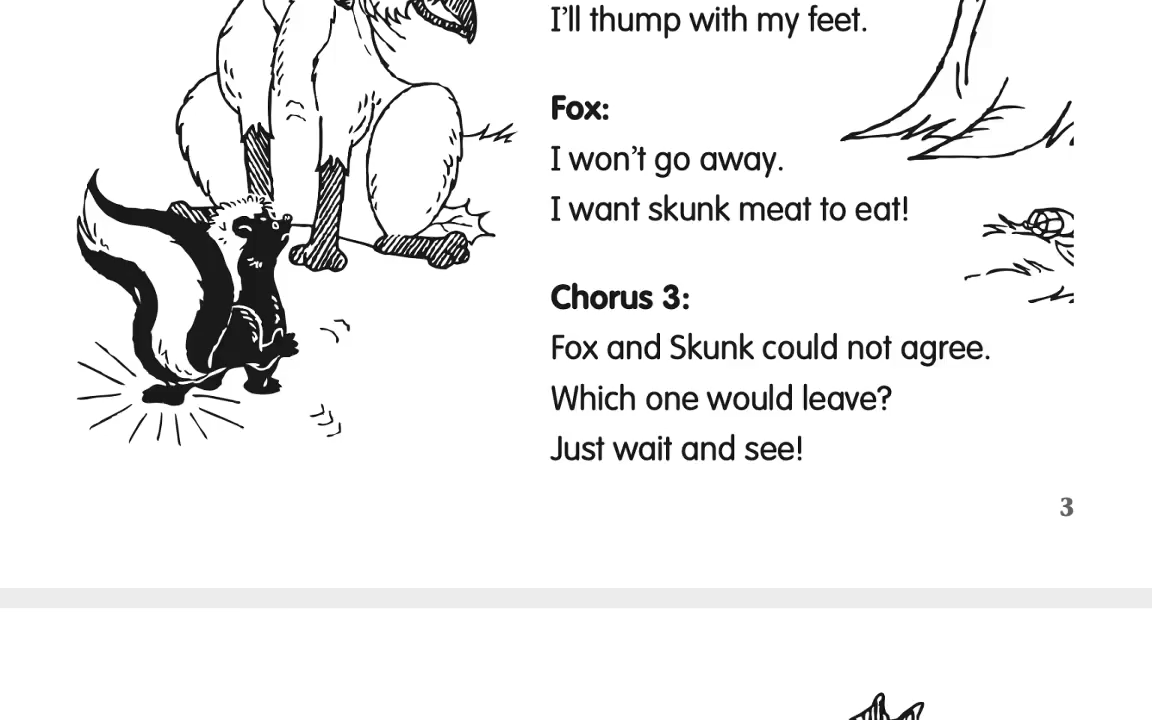 I’ll thump with my feet.
Fox:
I won’t go away.
I want skunk meat to eat!
Chorus 3:
Fox and Skunk could not agree.
Which one would leave?
Just wait and see!
3